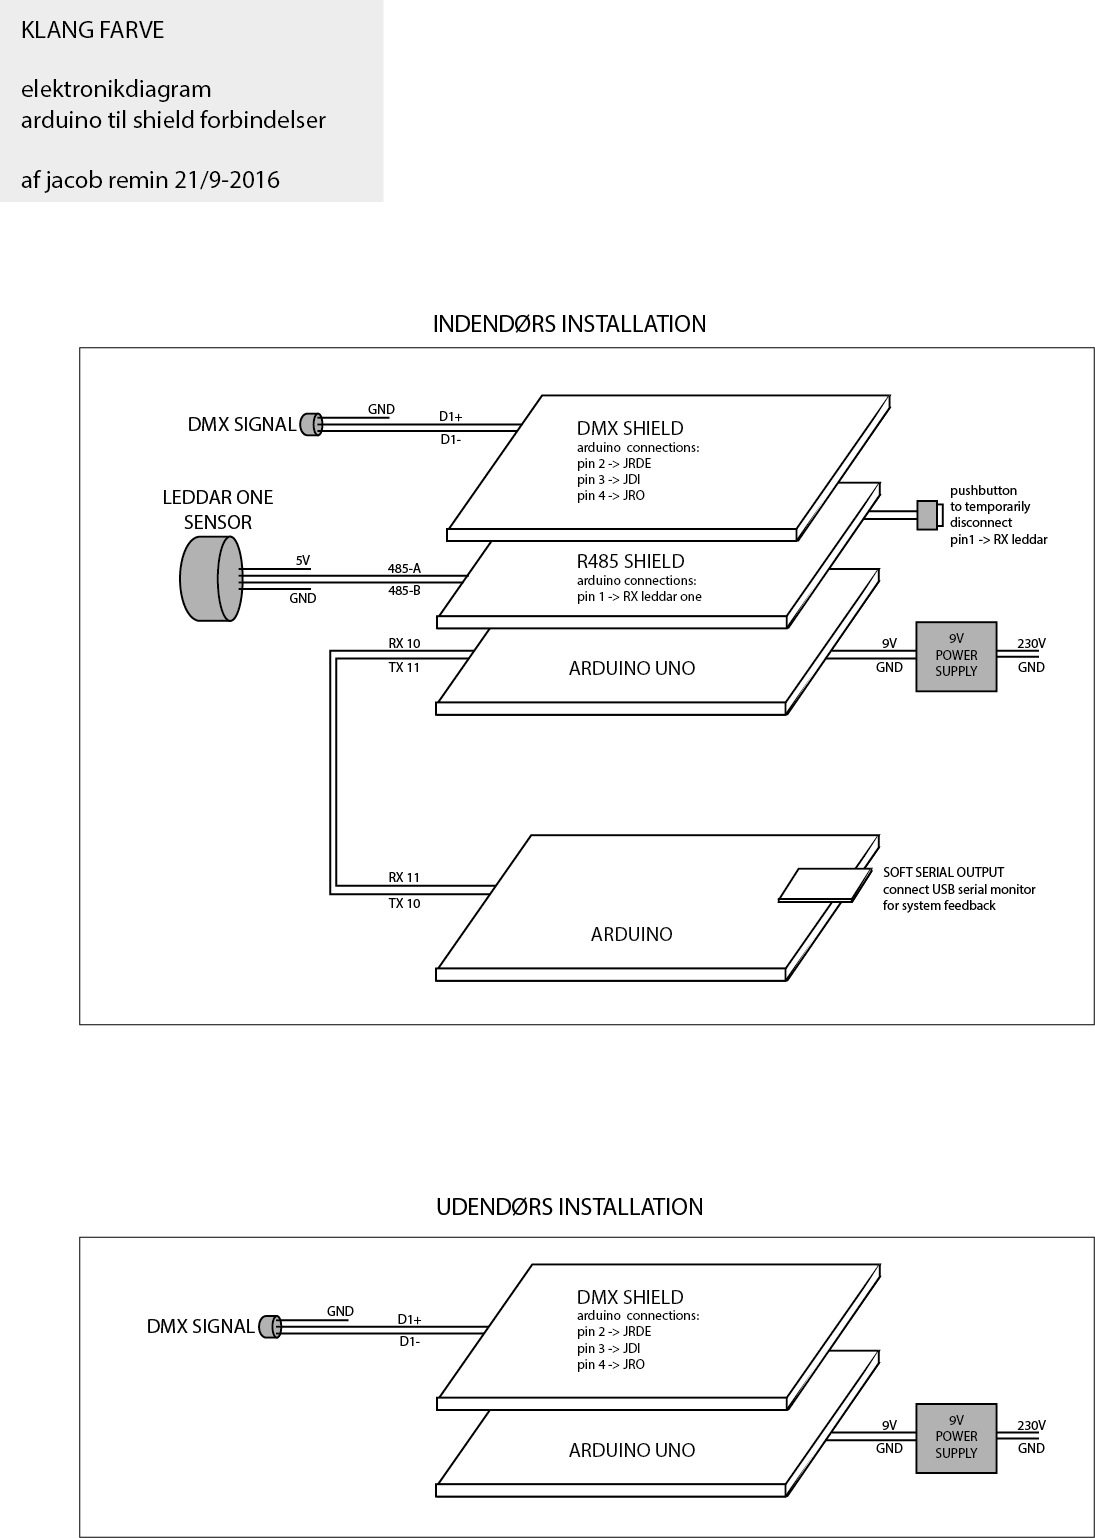 KLANG FARVE
elektronikdiagram
arduino til shield forbindelser
af jacob remin 21/9-2016
INDENDØRS INSTALLATION
DMX SIGNAL
GND
D1+
D1-
DMX SHIELD
arduino connections:
pin 2 -> JRDE
pin 3 -> JDI
pin 4 -> JRO
LEDDAR ONE
SENSOR
5V
GND
485-A
485-B
R485 SHIELD
arduino connections:
pin 1 -> RX leddar one
pushbutton
to temporarily
disconnect
pin1 -> RX leddar
RX 10
TX 11
ARDUINO UNO
9V
GND
9V
POWER
SUPPLY
230V
GND
RX 11
TX 10
ARDUINO
SOFT SERIAL OUTPUT
connect USB serial monitor
for system feedback
UDENDØRS INSTALLATION
DMX SIGNAL
GND
D1+
D1-
DMX SHIELD
arduino connections:
pin 2 -> JRDE
pin 3 -> JDI
pin 4 -> JRO
ARDUINO UNO
9V
GND
9V
POWER
SUPPLY
230V
GND